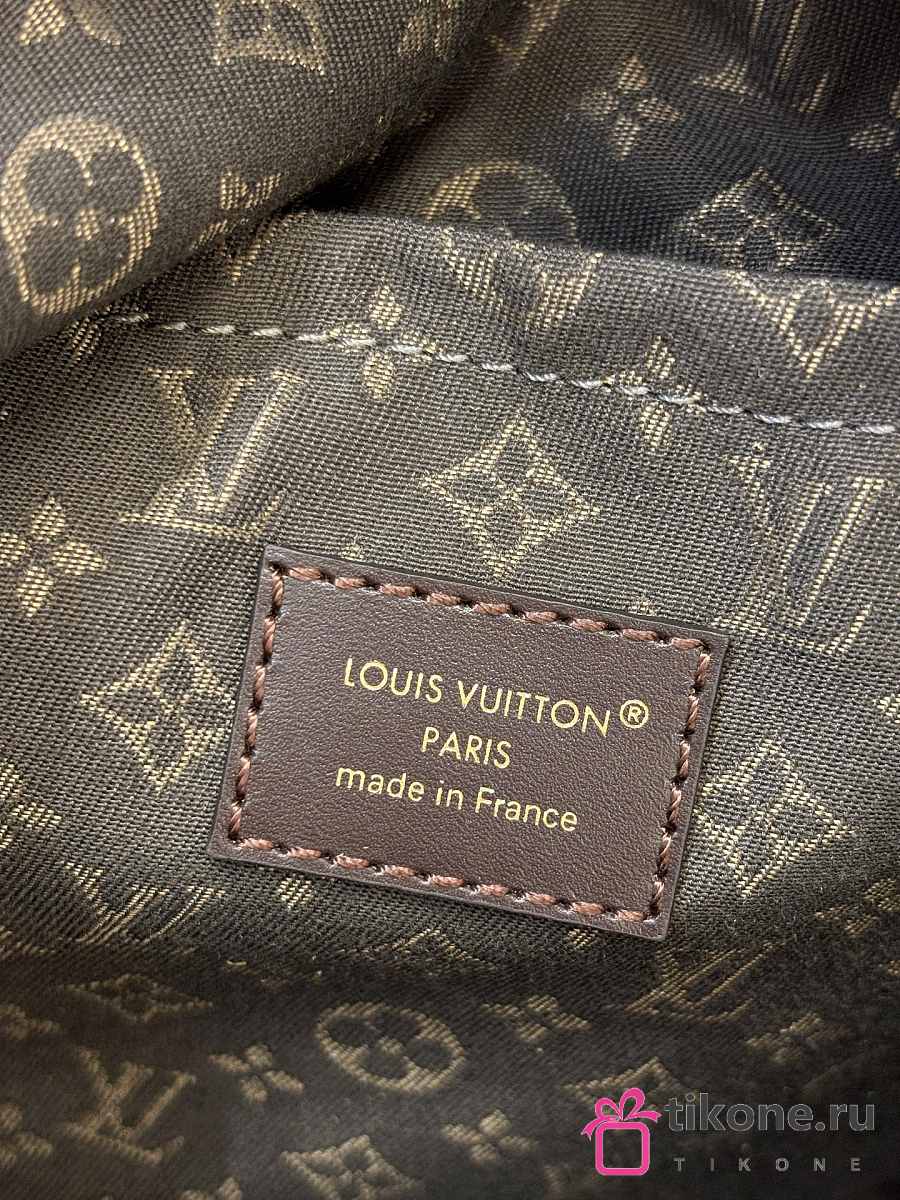 LOUIS VUITTON®
PARIS
made in France
tikone.ru
TIKONE